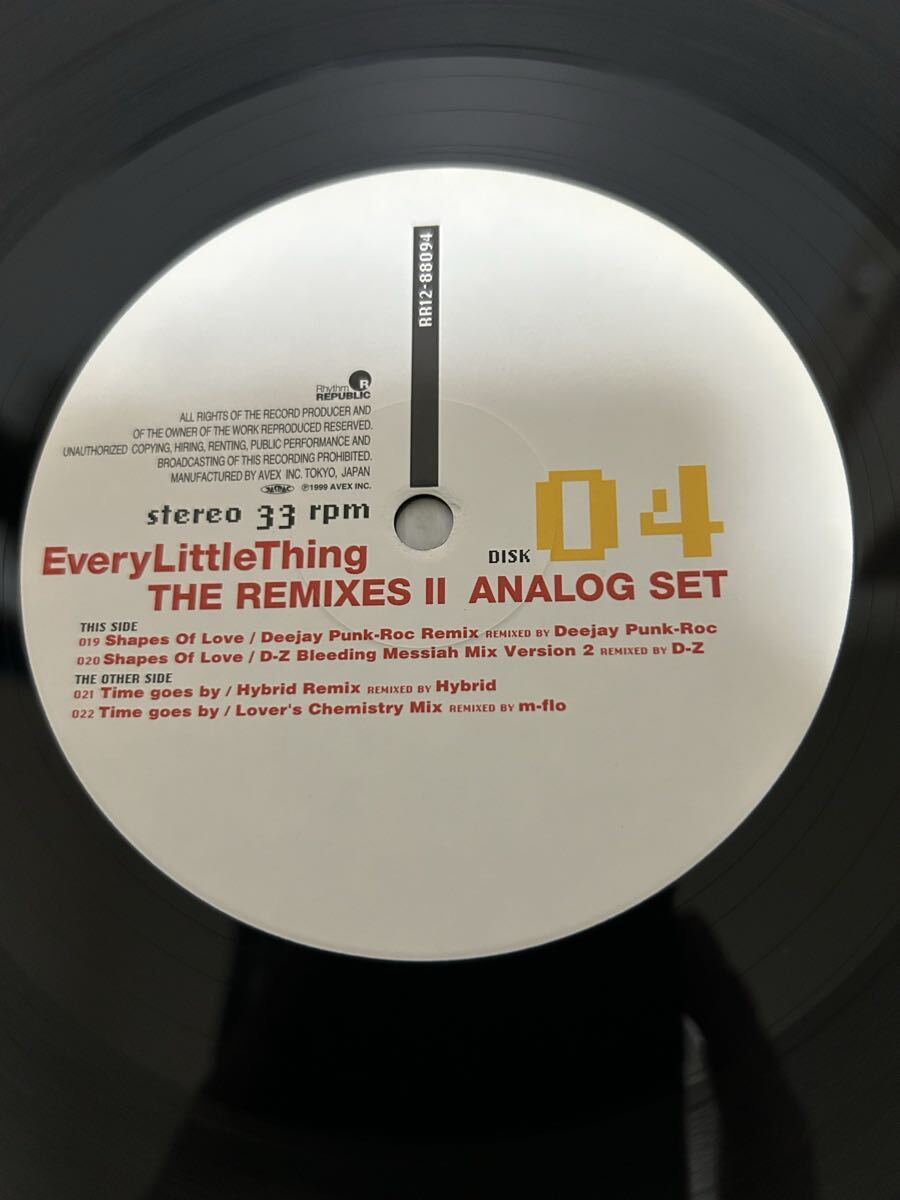 RR12-88094
Rhythm R
REPUBLIC
ALL RIGHTS OF THE RECORD PRODUCER AND
OF THE OWNER OF THE WORK REPRODUCED RESERVED.
UNAUTHORIZED COPYING, HIRING, RENTING, PUBLIC PERFORMANCE AND
BROADCASTING OF THIS RECORDING PROHIBITED.
MANUFACTURED BY AVEX INC. TOKYO, JAPAN
JASRAC ℗1999 AVEX INC.
stereo 33 rpm
DISK 04
EveryLittleThing
THE REMIXES II ANALOG SET
THIS SIDE
019 Shapes Of Love / Deejay Punk-Roc Remix REMIXED BY Deejay Punk-Roc
020 Shapes Of Love / D-Z Bleeding Messiah Mix Version 2 REMIXED BY D-Z
THE OTHER SIDE
021 Time goes by / Hybrid Remix REMIXED BY Hybrid
022 Time goes by / Lover's Chemistry Mix REMIXED BY m-flo